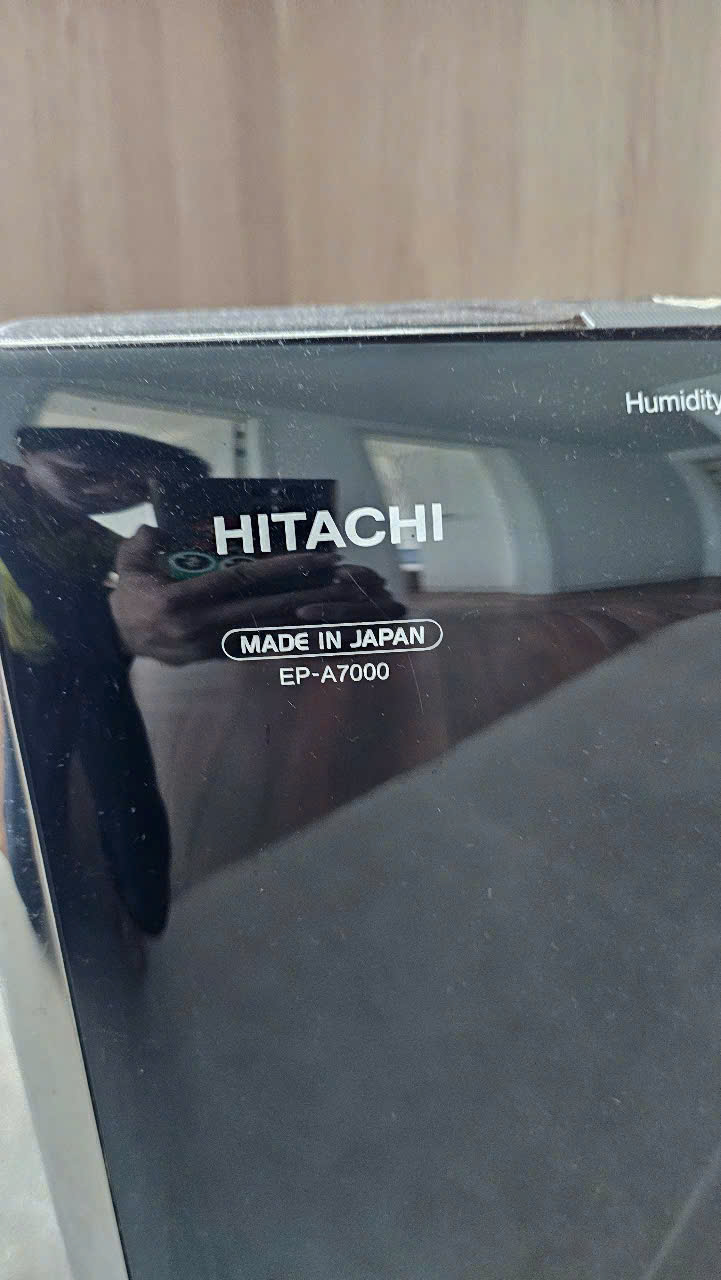 Humidity
HITACHI
MADE IN JAPAN
EP-A7000